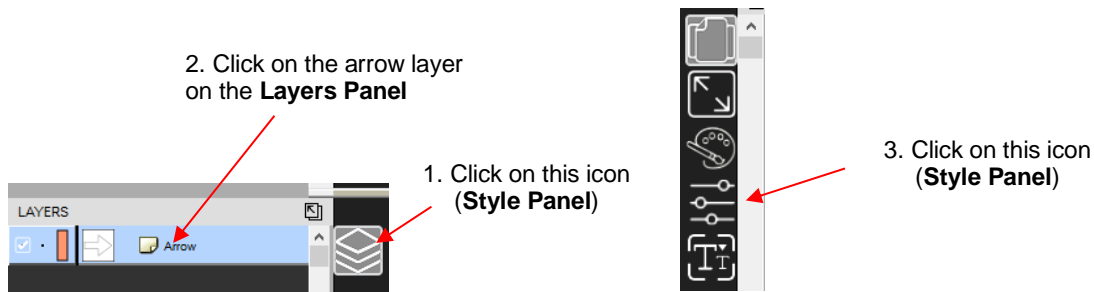 2. Click on the arrow layer
on the Layers Panel
1. Click on this icon
(Style Panel)
LAYERS
Arrow
3. Click on this icon
(Style Panel)